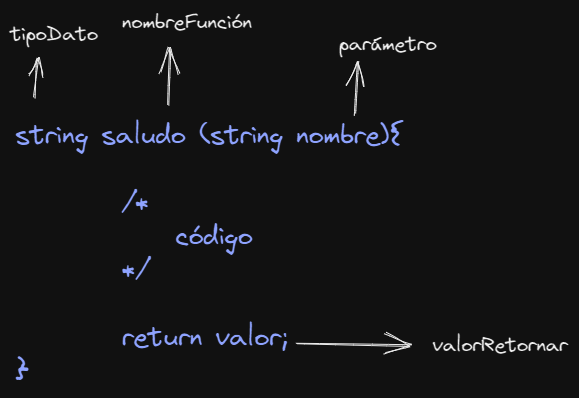 tipoDato
nombreFunción
parámetro
string saludo (string nombre){
/*
código
*/
return valor;
valorRetornar
}